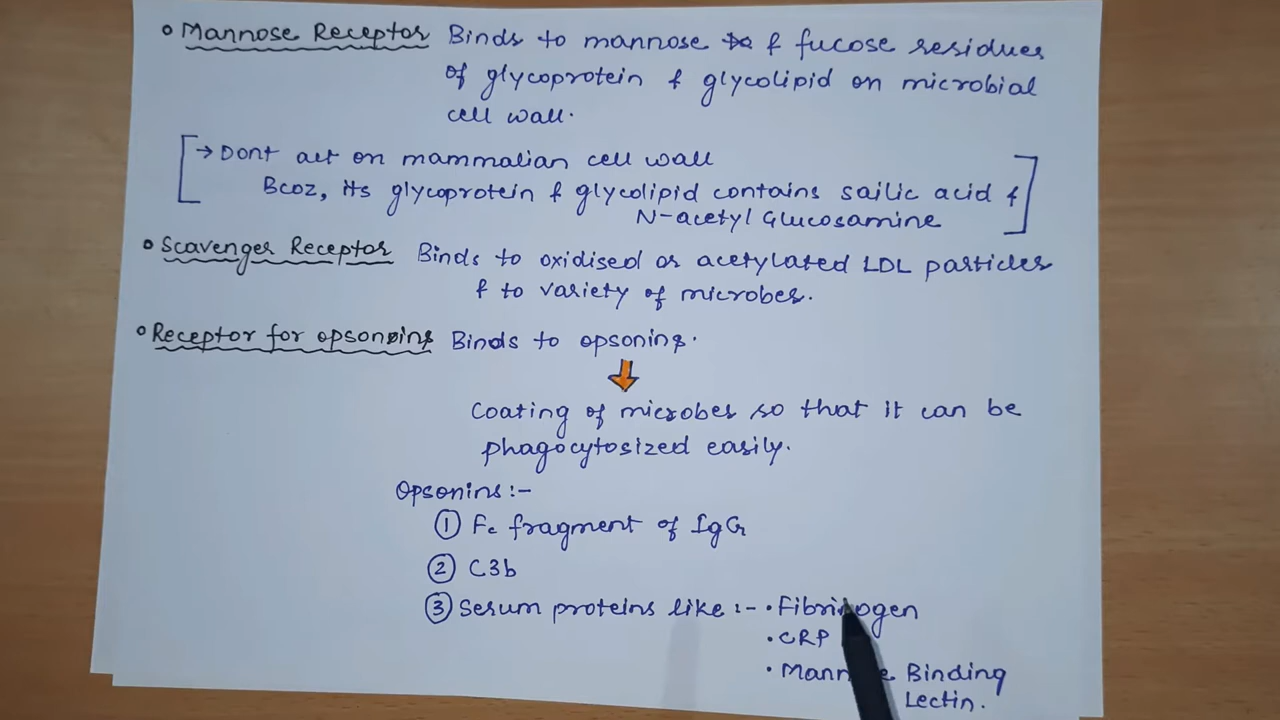 • Mannose Receptor Binds to mannose & fucose residues
of glycoprotein & glycolipid on microbial
cell wall.
→ Dont act on mammalian cell wall
Bcoz, its glycoprotein & glycolipid contains sailic acid &
N-acetyl Glucosamine
• Scavenger Receptor Binds to oxidised or acetylated LDL particles
& to variety of microbes.
• Receptor for opsonins Binds to opsonins.
Coating of microbes so that it can be
phagocytosized easily.
Opsonins :-
① Fc fragment of IgG
② C3b
③ Serum proteins like :- • Fibrinogen
• CRP
• Mannose Binding
Lectin.